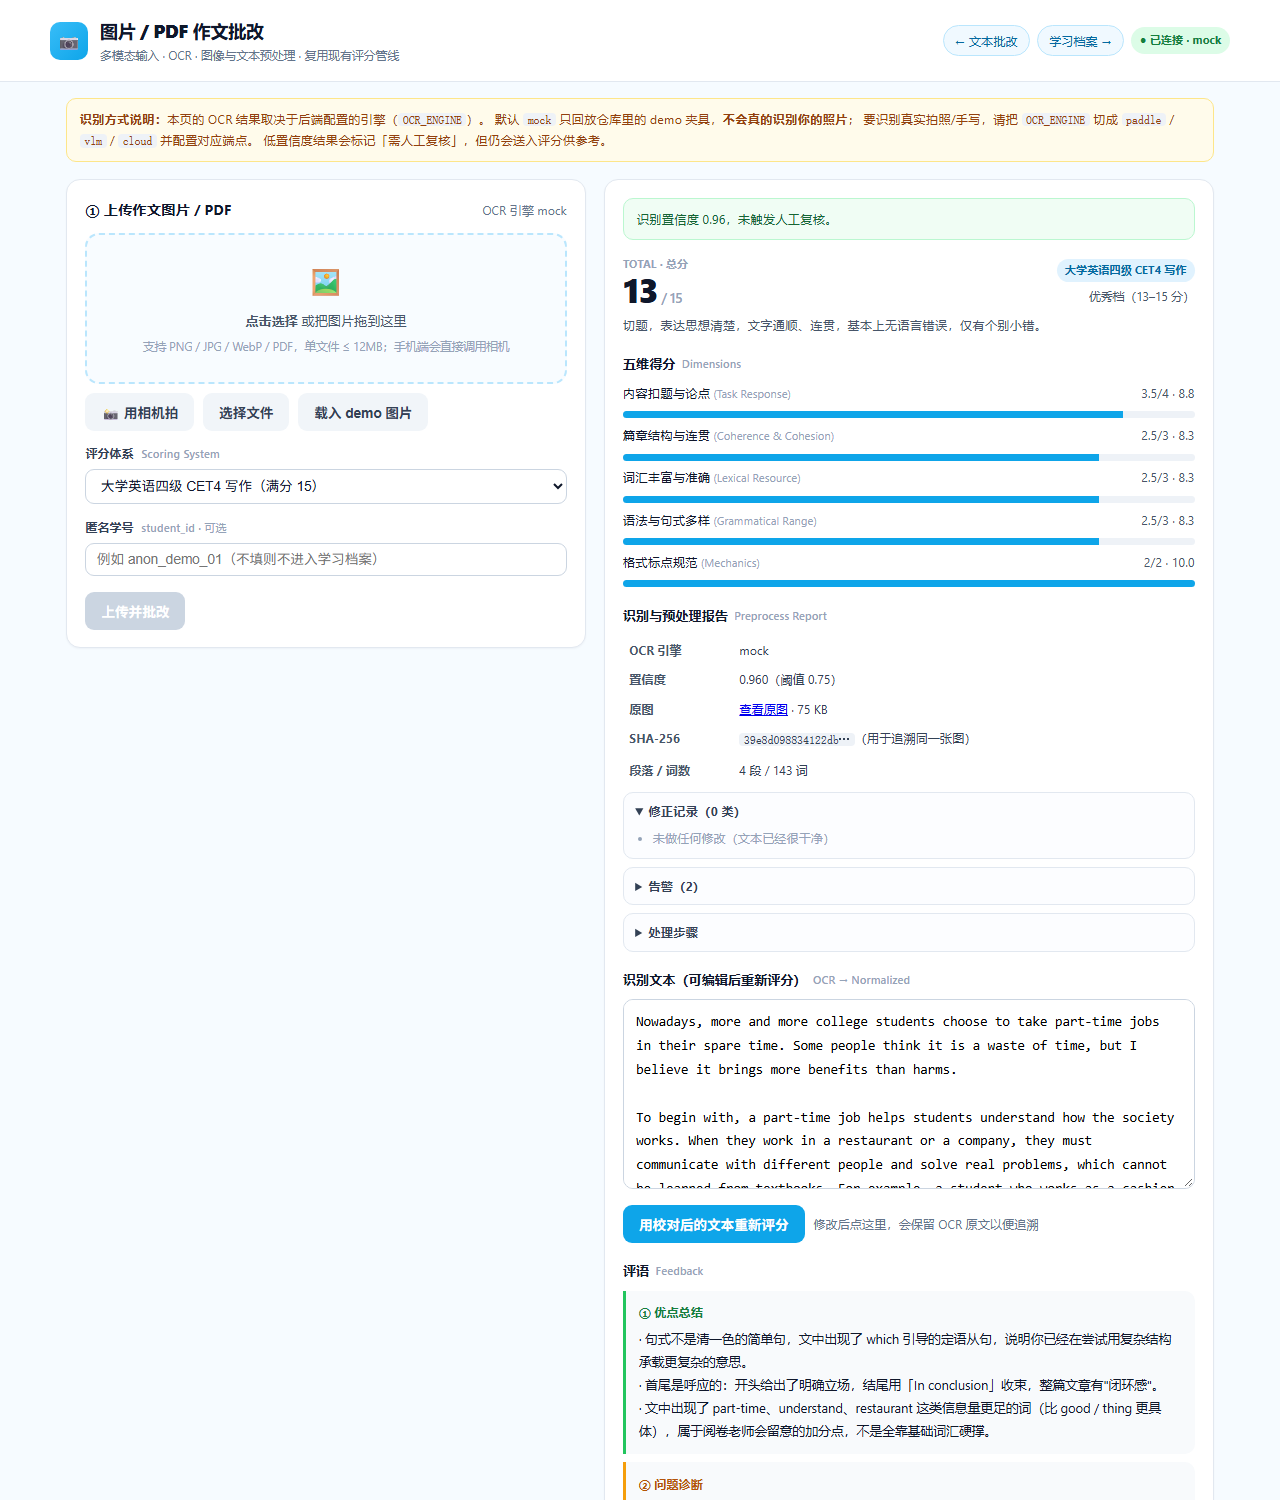 图片 / PDF 作文批改
多模态输入 · OCR · 图像与文本预处理 · 复用现有评分管线
← 文本批改
学习档案 →
● 已连接 · mock
识别方式说明：本页的 OCR 结果取决于后端配置的引擎（ OCR_ENGINE ）。 默认 mock 只回放仓库里的 demo 夹具，不会真的识别你的照片； 要识别真实拍照/手写，请把 OCR_ENGINE 切成 paddle /
vlm / cloud 并配置对应端点。 低置信度结果会标记「需人工复核」，但仍会送入评分供参考。
① 上传作文图片 / PDF
OCR 引擎 mock
点击选择 或把图片拖到这里
支持 PNG / JPG / WebP / PDF，单文件 ≤ 12MB；手机端会直接调用相机
用相机拍
选择文件
载入 demo 图片
评分体系 Scoring System
大学英语四级 CET4 写作（满分 15）
匿名学号 student_id · 可选
例如 anon_demo_01（不填则不进入学习档案）
上传并批改
识别置信度 0.96，未触发人工复核。
TOTAL · 总分
13 / 15
大学英语四级 CET4 写作
优秀档（13–15 分）
切题，表达思想清楚，文字通顺、连贯，基本上无语言错误，仅有个别小错。
五维得分 Dimensions
内容扣题与论点 (Task Response) 3.5/4 · 8.8
篇章结构与连贯 (Coherence & Cohesion) 2.5/3 · 8.3
词汇丰富与准确 (Lexical Resource) 2.5/3 · 8.3
语法与句式多样 (Grammatical Range) 2.5/3 · 8.3
格式标点规范 (Mechanics) 2/2 · 10.0
识别与预处理报告 Preprocess Report
OCR 引擎 mock
置信度 0.960（阈值 0.75）
原图 查看原图 · 75 KB
SHA-256 39e8d098834122db… （用于追溯同一张图）
段落 / 词数 4 段 / 143 词
▼ 修正记录（0 类）
• 未做任何修改（文本已经很干净）
▶ 告警（2）
▶ 处理步骤
识别文本（可编辑后重新评分） OCR → Normalized
Nowadays, more and more college students choose to take part-time jobs
in their spare time. Some people think it is a waste of time, but I
believe it brings more benefits than harms.
To begin with, a part-time job helps students understand how the society
works. When they work in a restaurant or a company, they must
communicate with different people and solve real problems, which cannot
be learned from textbooks. For example, a student who works as a cashier
用校对后的文本重新评分
修改后点这里，会保留 OCR 原文以便追溯
评语 Feedback
① 优点总结
· 句式不是清一色的简单句，文中出现了 which 引导的定语从句，说明你已经在尝试用复杂结构
承载更复杂的意思。
· 首尾是呼应的：开头给出了明确立场，结尾用「In conclusion」收束，整篇文章有"闭环感"。
· 文中出现了 part-time、understand、restaurant 这类信息量更足的词（比 good / thing 更具
体），属于阅卷老师会留意的加分点，不是全靠基础词汇硬撑。
② 问题诊断